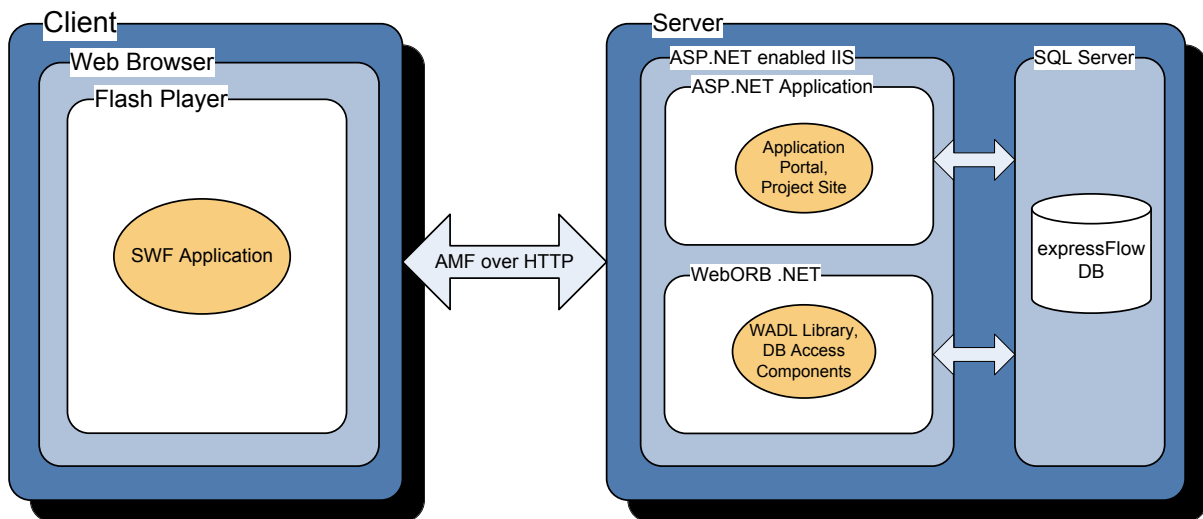 Client
Web Browser
Flash Player
SWF Application
AMF over HTTP
Server
ASP.NET enabled IIS
ASP.NET Application
Application
Portal,
Project Site
WebORB .NET
WADL Library,
DB Access
Components
SQL Server
expressFlow
DB